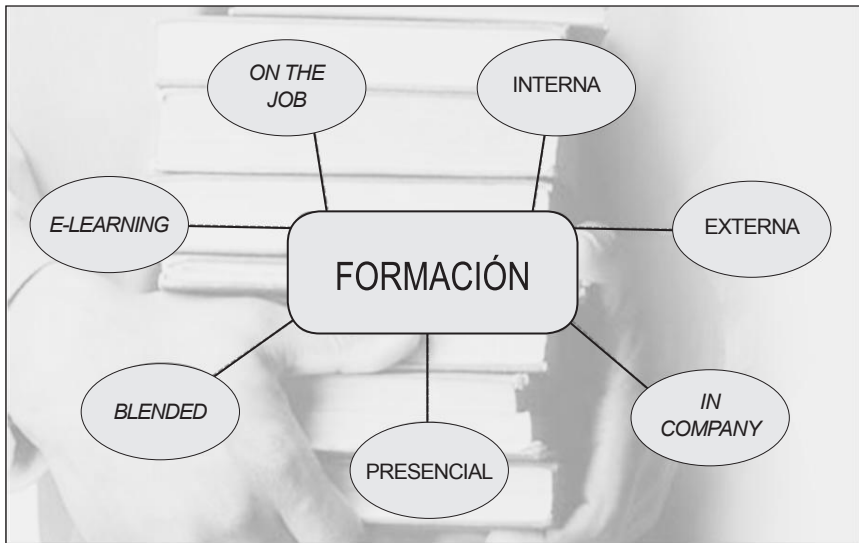 ON THE
JOB
INTERNA
E-LEARNING
EXTERNA
FORMACIÓN
BLENDED
IN
COMPANY
PRESENCIAL